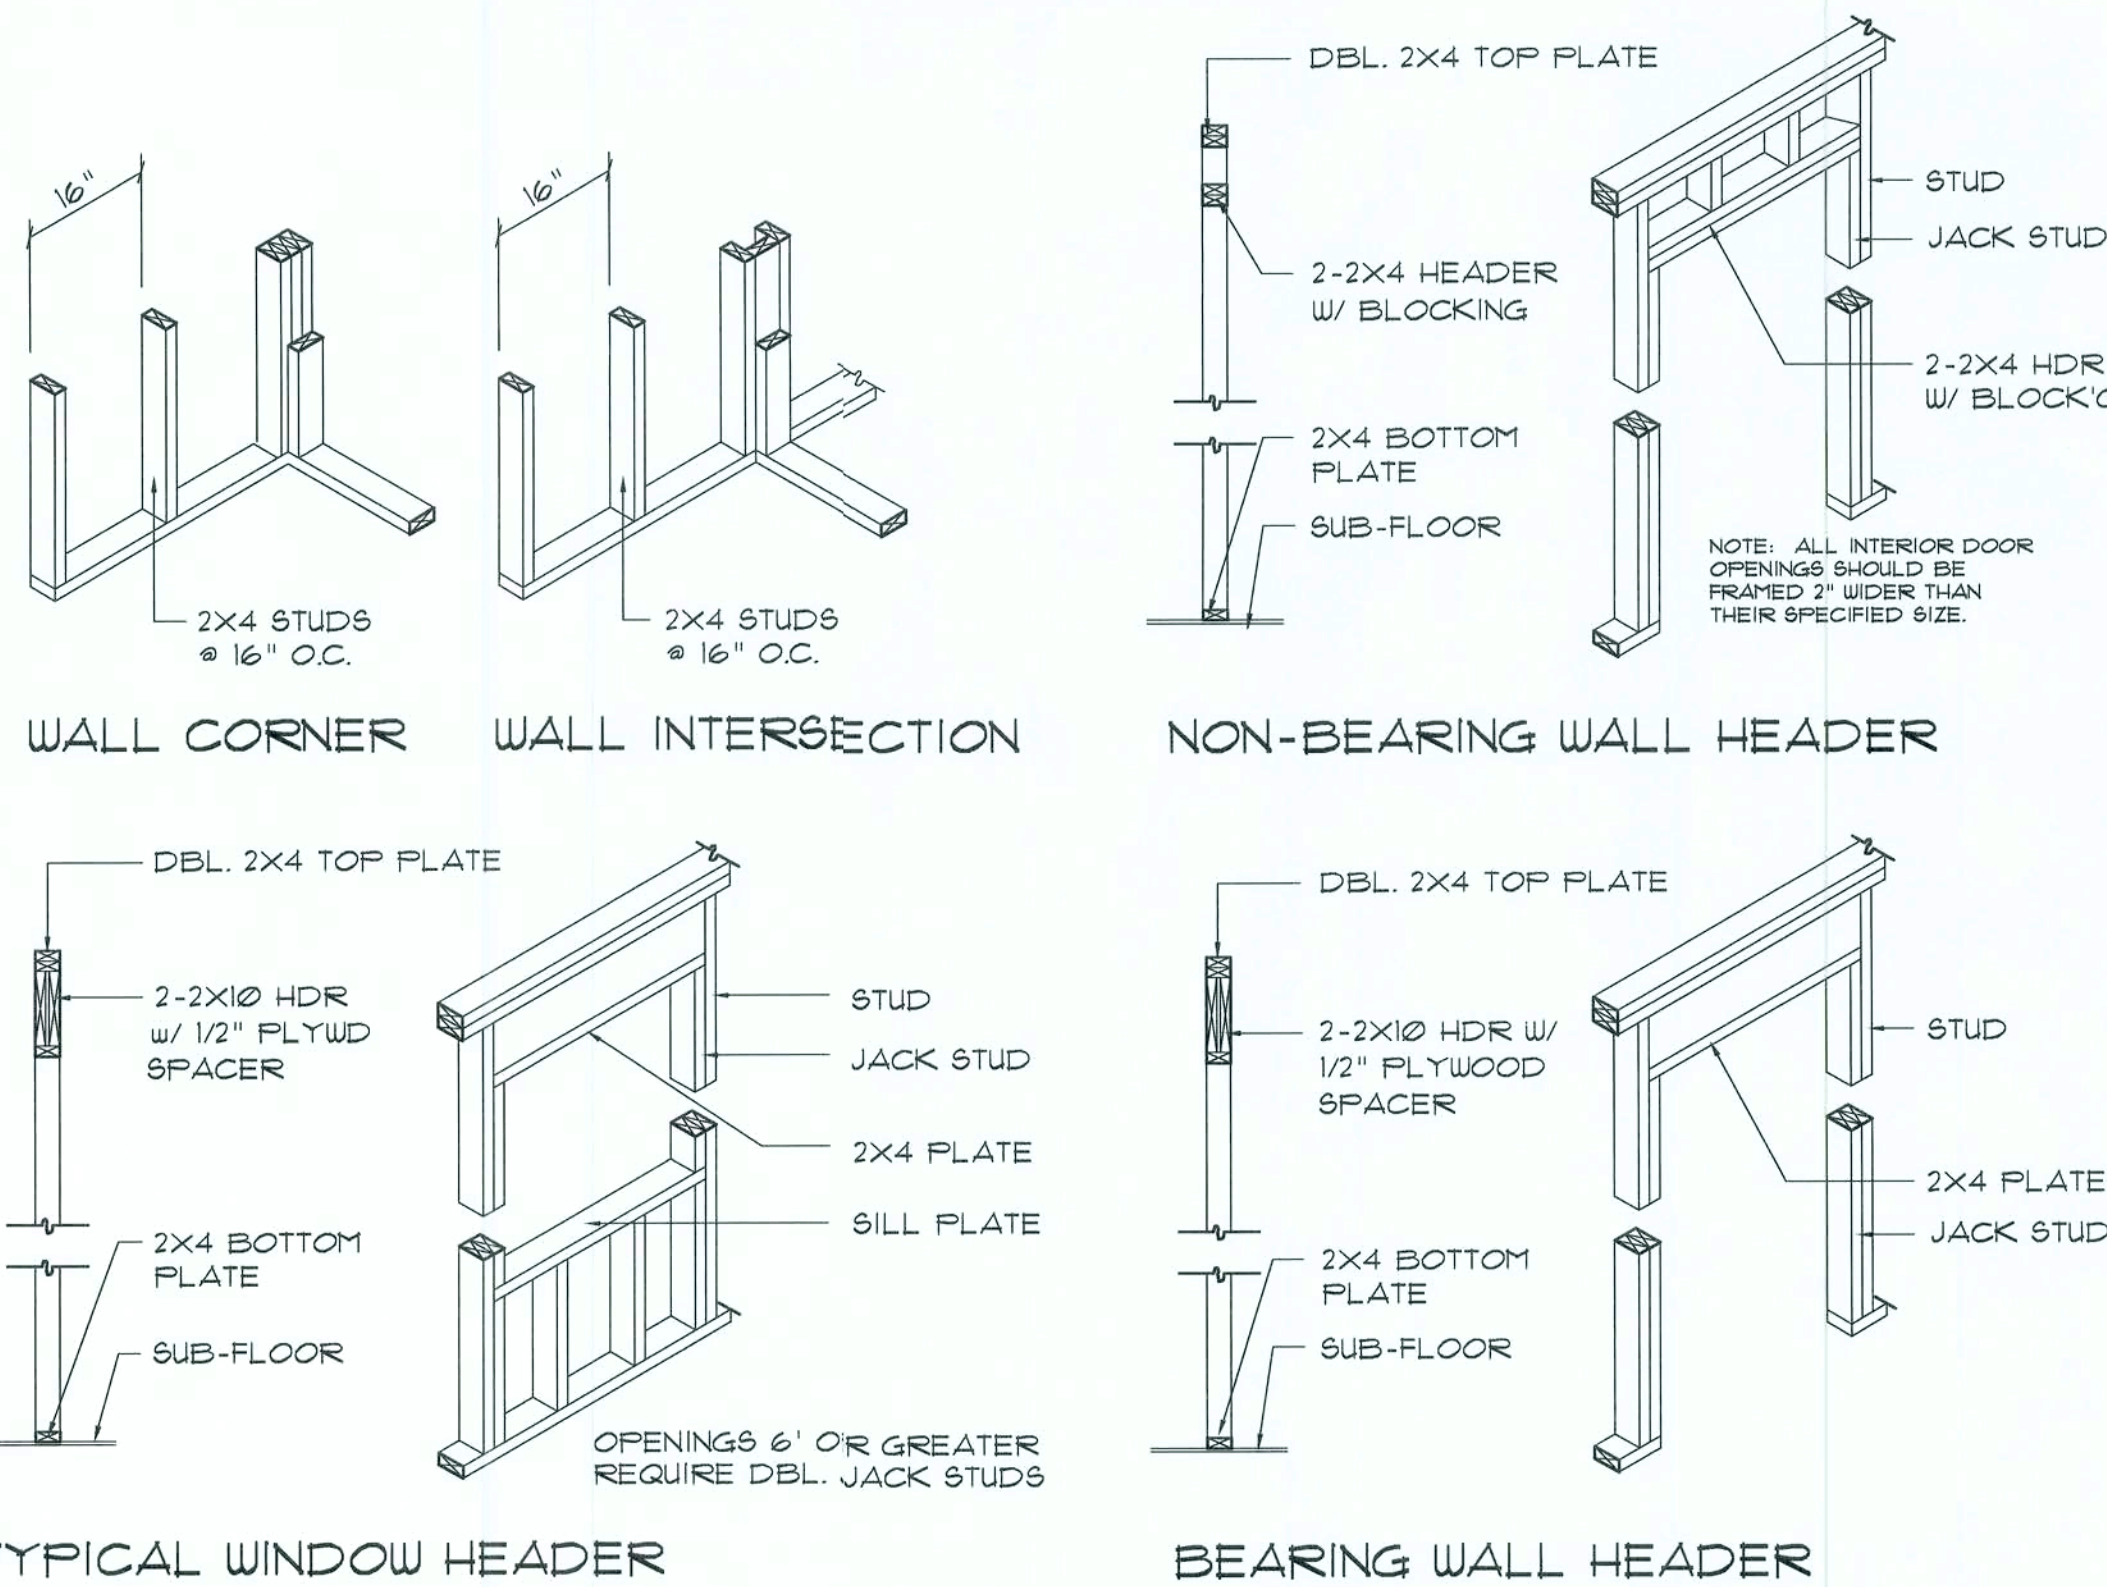 16"
2X4 STUDS
@ 16" O.C.
WALL CORNER
16"
2X4 STUDS
@ 16" O.C.
WALL INTERSECTION
DBL. 2X4 TOP PLATE
2-2X4 HEADER
W/ BLOCKING
2X4 BOTTOM
PLATE
SUB-FLOOR
STUD
JACK STUD
2-2X4 HDR
W/ BLOCK'G
NOTE: ALL INTERIOR DOOR
OPENINGS SHOULD BE
FRAMED 2" WIDER THAN
THEIR SPECIFIED SIZE.
NON-BEARING WALL HEADER
DBL. 2X4 TOP PLATE
2-2X10 HDR
W/ 1/2" PLYWD
SPACER
2X4 BOTTOM
PLATE
SUB-FLOOR
STUD
JACK STUD
2X4 PLATE
SILL PLATE
OPENINGS 6' OR GREATER
REQUIRE DBL. JACK STUDS
TYPICAL WINDOW HEADER
DBL. 2X4 TOP PLATE
2-2X10 HDR W/
1/2" PLYWOOD
SPACER
2X4 BOTTOM
PLATE
SUB-FLOOR
STUD
2X4 PLATE
JACK STUD
BEARING WALL HEADER